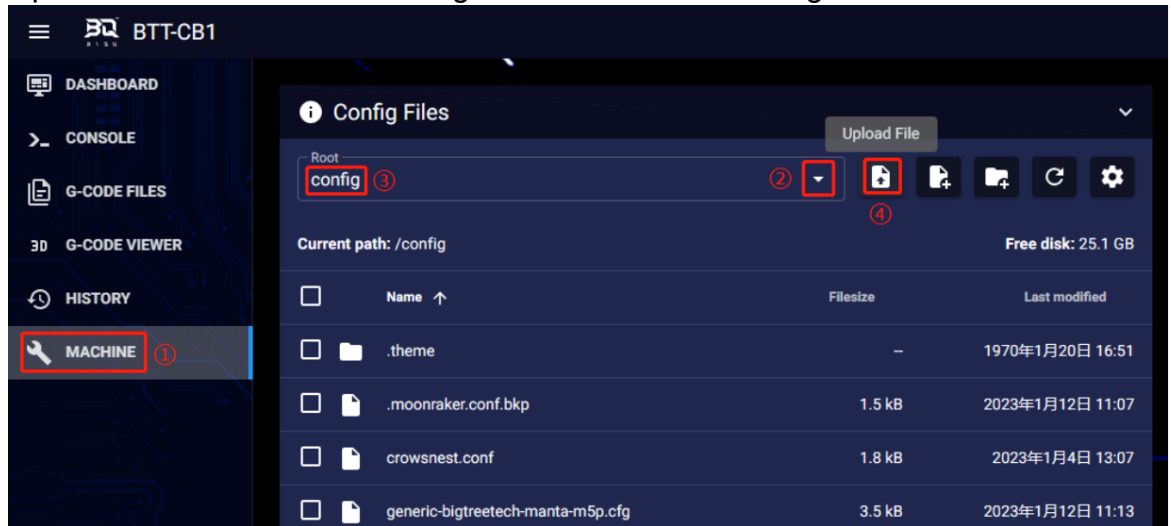 BQ BTT-CB1
DASHBOARD
CONSOLE
G-CODE FILES
3D G-CODE VIEWER
HISTORY
MACHINE ①
Config Files
Upload File
Root
config ③
②
④
Current path: /config
Free disk: 25.1 GB
Name ↑ Filesize Last modified
.theme -- 1970年1月20日 16:51
.moonraker.conf.bkp 1.5 kB 2023年1月12日 11:07
crowsnest.conf 1.8 kB 2023年1月4日 13:07
generic-bigtreetech-manta-m5p.cfg 3.5 kB 2023年1月12日 11:13